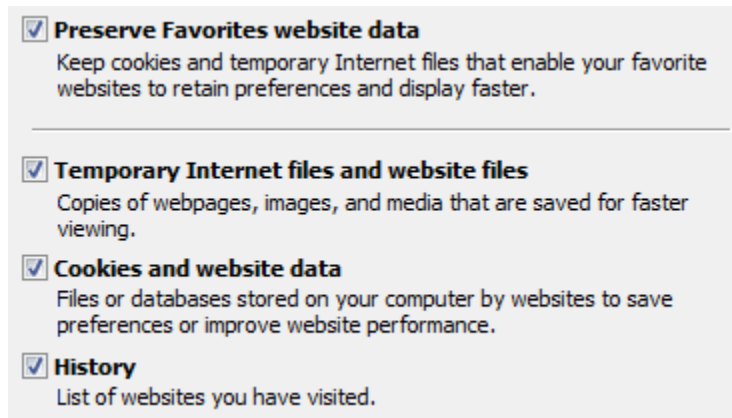 Preserve Favorites website data
Keep cookies and temporary Internet files that enable your favorite
websites to retain preferences and display faster.
Temporary Internet files and website files
Copies of webpages, images, and media that are saved for faster
viewing.
Cookies and website data
Files or databases stored on your computer by websites to save
preferences or improve website performance.
History
List of websites you have visited.